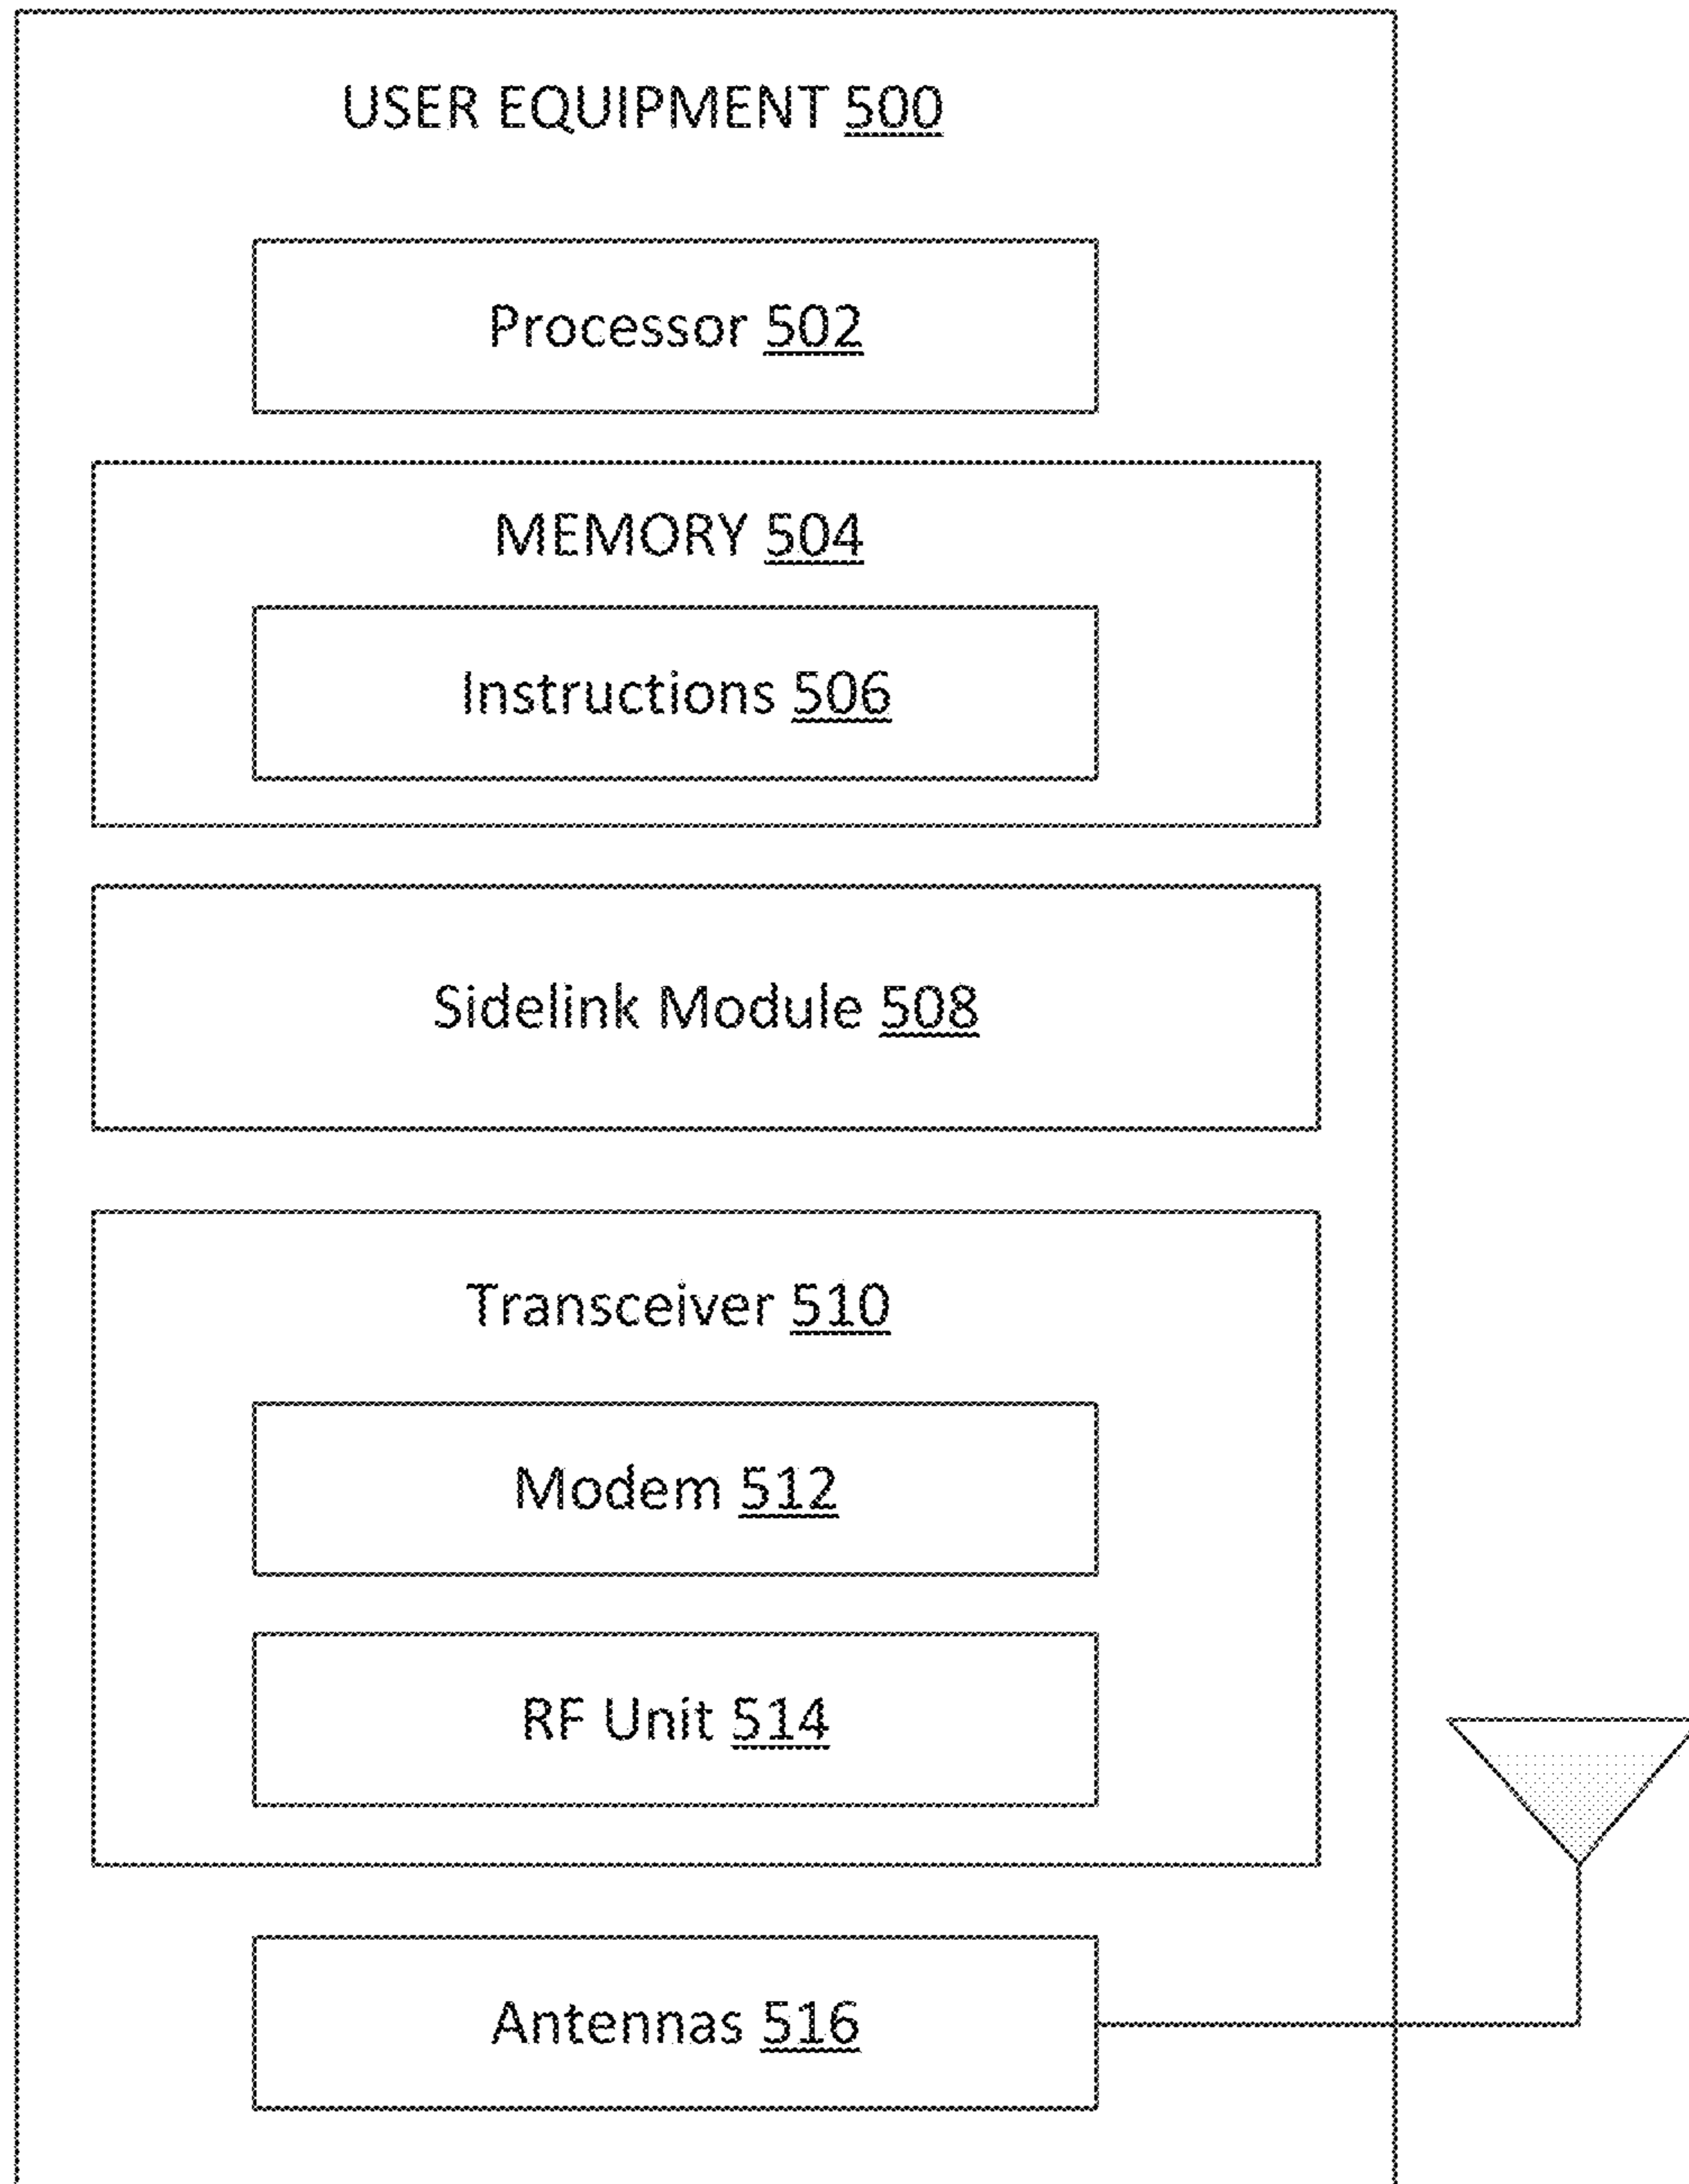 USER EQUIPMENT 500
Processor 502
MEMORY 504
Instructions 506
Sidelink Module 508
Transceiver 510
Modem 512
RF Unit 514
Antennas 516